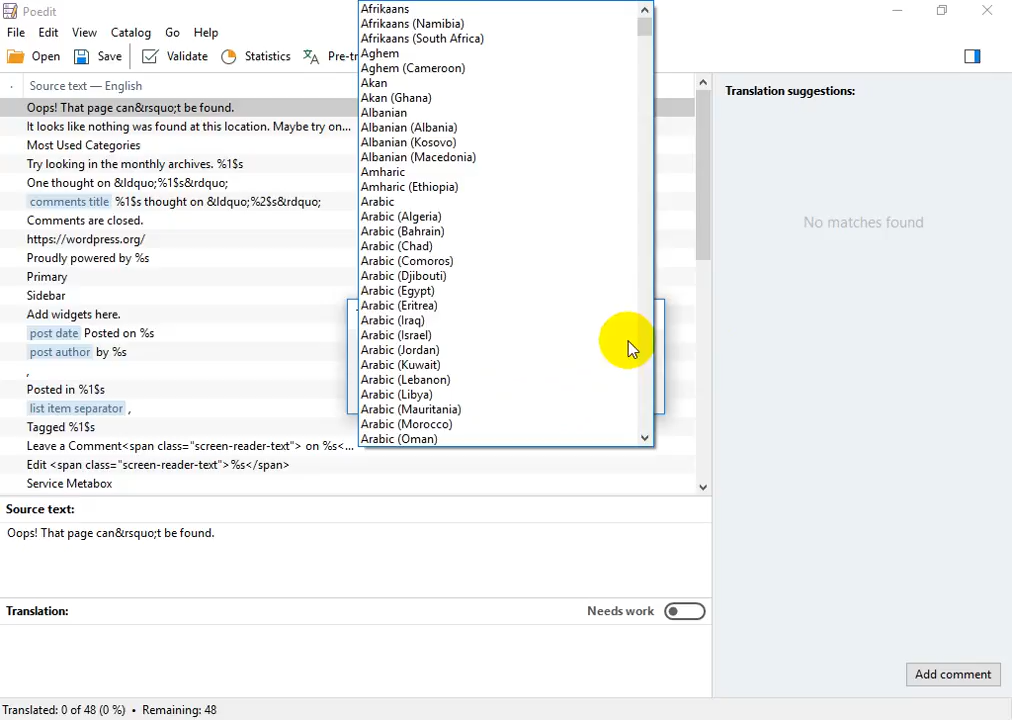 Poedit
File Edit View Catalog Go Help
Open Save Validate Statistics Pre-tr
Source text — English
Oops! That page can&rsquo;t be found.
It looks like nothing was found at this location. Maybe try on...
Most Used Categories
Try looking in the monthly archives. %1$s
One thought on &ldquo;%1$s&rdquo;
comments title %1$s thought on &ldquo;%2$s&rdquo;
Comments are closed.
https://wordpress.org/
Proudly powered by %s
Primary
Sidebar
Add widgets here.
post date Posted on %s
post author by %s
,
Posted in %1$s
list item separator ,
Tagged %1$s
Leave a Comment<span class="screen-reader-text"> on %s<...
Edit <span class="screen-reader-text">%s</span>
Service Metabox
Afrikaans
Afrikaans (Namibia)
Afrikaans (South Africa)
Aghem
Aghem (Cameroon)
Akan
Akan (Ghana)
Albanian
Albanian (Albania)
Albanian (Kosovo)
Albanian (Macedonia)
Amharic
Amharic (Ethiopia)
Arabic
Arabic (Algeria)
Arabic (Bahrain)
Arabic (Chad)
Arabic (Comoros)
Arabic (Djibouti)
Arabic (Egypt)
Arabic (Eritrea)
Arabic (Iraq)
Arabic (Israel)
Arabic (Jordan)
Arabic (Kuwait)
Arabic (Lebanon)
Arabic (Libya)
Arabic (Mauritania)
Arabic (Morocco)
Arabic (Oman)
Translation suggestions:
No matches found
Source text:
Oops! That page can&rsquo;t be found.
Translation:
Needs work
Add comment
Translated: 0 of 48 (0 %) • Remaining: 48